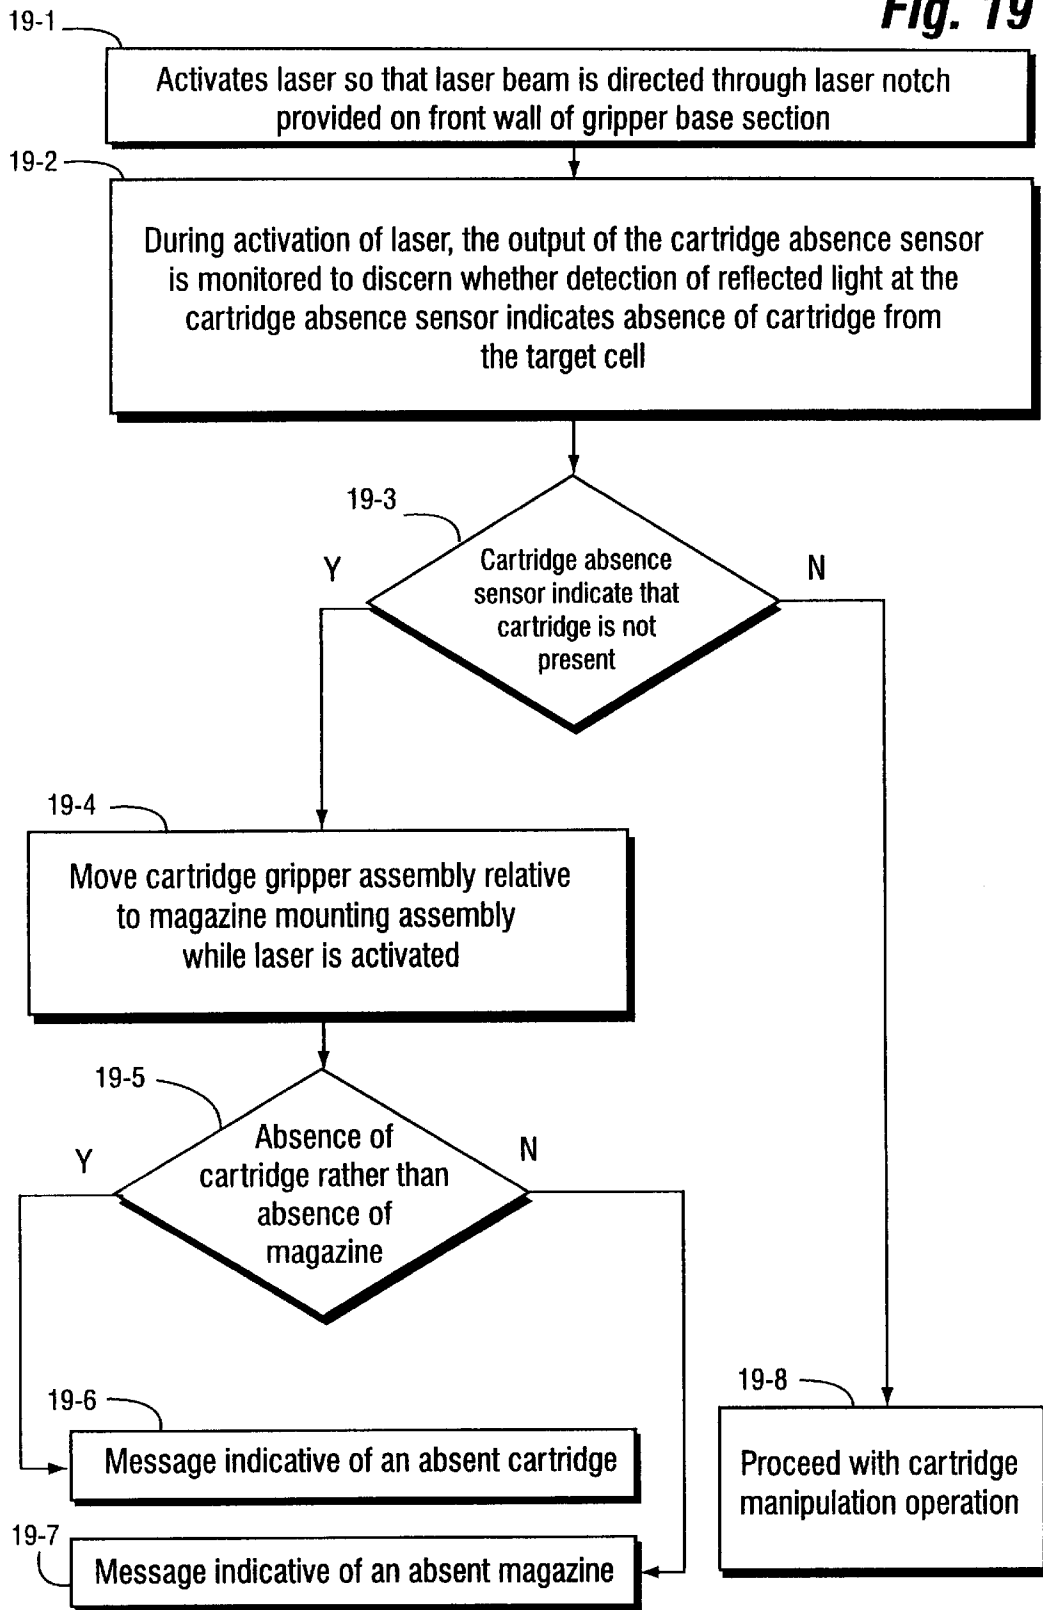 Fig. 19
19-1
Activates laser so that laser beam is directed through laser notch
provided on front wall of gripper base section
19-2
During activation of laser, the output of the cartridge absence sensor
is monitored to discern whether detection of reflected light at the
cartridge absence sensor indicates absence of cartridge from
the target cell
19-3
Y
N
Cartridge absence
sensor indicate that
cartridge is not
present
19-4
Move cartridge gripper assembly relative
to magazine mounting assembly
while laser is activated
19-5
Y
N
Absence of
cartridge rather than
absence of
magazine
19-6
Message indicative of an absent cartridge
19-7
Message indicative of an absent magazine
19-8
Proceed with cartridge
manipulation operation